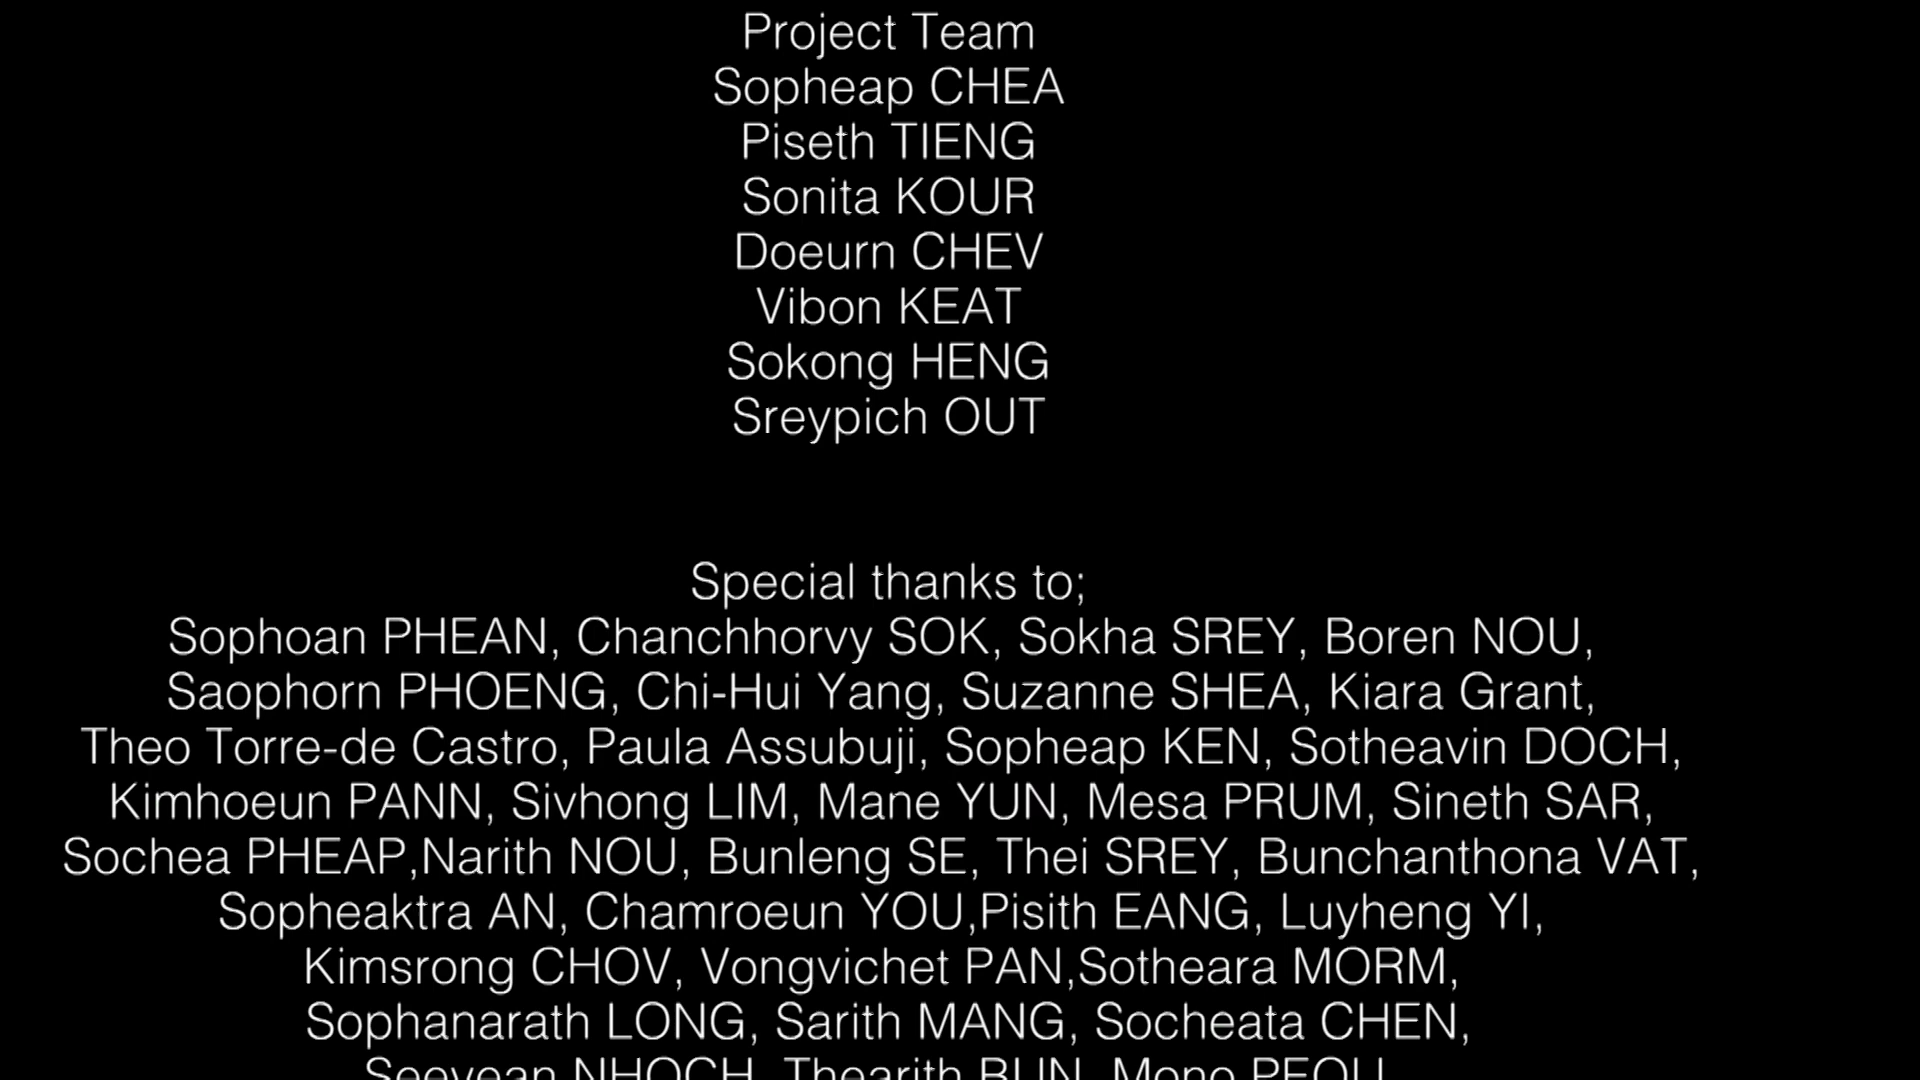 Project Team
Sopheap CHEA
Piseth TIENG
Sonita KOUR
Doeurn CHEV
Vibon KEAT
Sokong HENG
Sreypich OUT
Special thanks to;
Sophoan PHEAN, Chanchhorvy SOK, Sokha SREY, Boren NOU,
Saophorn PHOENG, Chi-Hui Yang, Suzanne SHEA, Kiara Grant,
Theo Torre-de Castro, Paula Assubuji, Sopheap KEN, Sotheavin DOCH,
Kimhoeun PANN, Sivhong LIM, Mane YUN, Mesa PRUM, Sineth SAR,
Sochea PHEAP,Narith NOU, Bunleng SE, Thei SREY, Bunchanthona VAT,
Sopheaktra AN, Chamroeun YOU,Pisith EANG, Luyheng YI,
Kimsrong CHOV, Vongvichet PAN,Sotheara MORM,
Sophanarath LONG, Sarith MANG, Socheata CHEN,
NHOCH, Thearith BUN, Mono PEOU